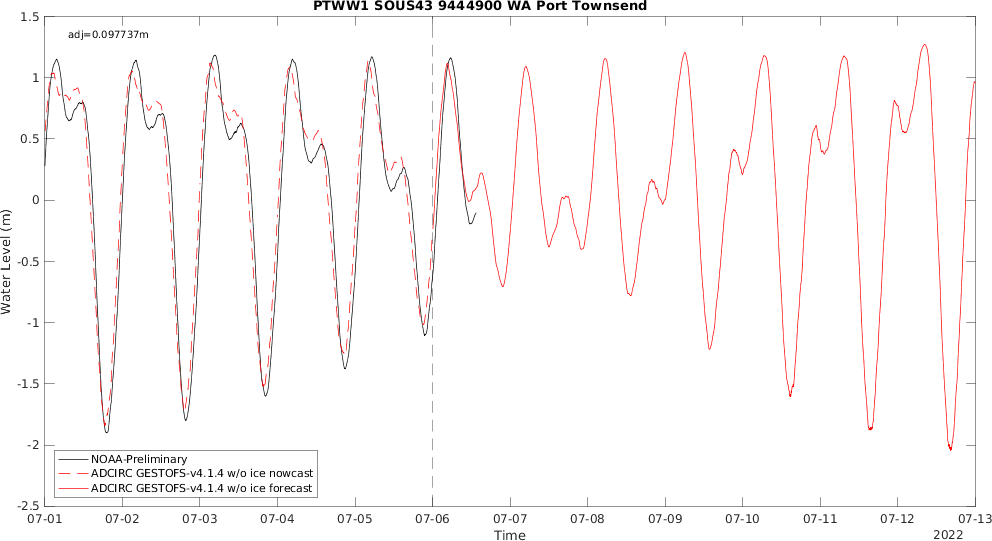 PTWW1 SOUS43 9444900 WA Port Townsend
adj=0.097737m
1.5
1
0.5
0
-0.5
-1
-1.5
-2
-2.5
Water Level (m)
NOAA-Preliminary
ADCIRC GESTOFS-v4.1.4 w/o ice nowcast
ADCIRC GESTOFS-v4.1.4 w/o ice forecast
07-01 07-02 07-03 07-04 07-05 07-06 07-07 07-08 07-09 07-10 07-11 07-12 07-13
Time
2022